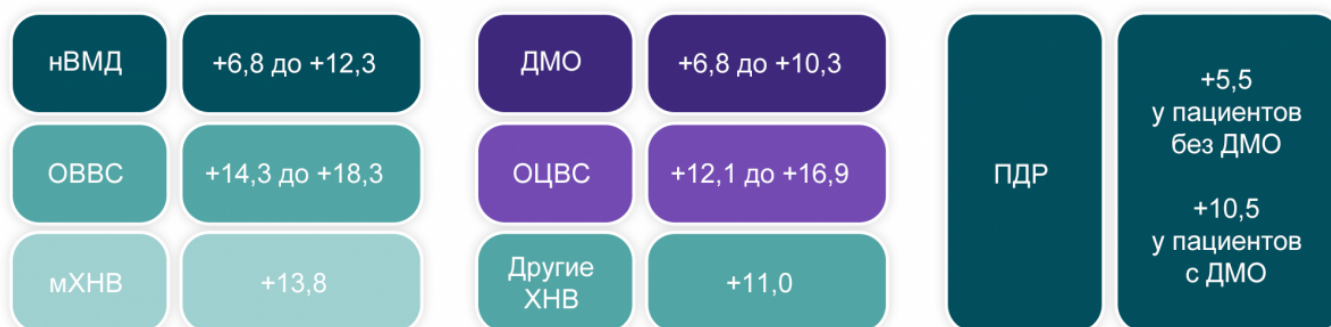 нВМД
+6,8 до +12,3
ОВВС
+14,3 до +18,3
мХНВ
+13,8
ДМО
+6,8 до +10,3
ОЦВС
+12,1 до +16,9
Другие
ХНВ
+11,0
ПДР
+5,5
у пациентов
без ДМО
+10,5
у пациентов
с ДМО